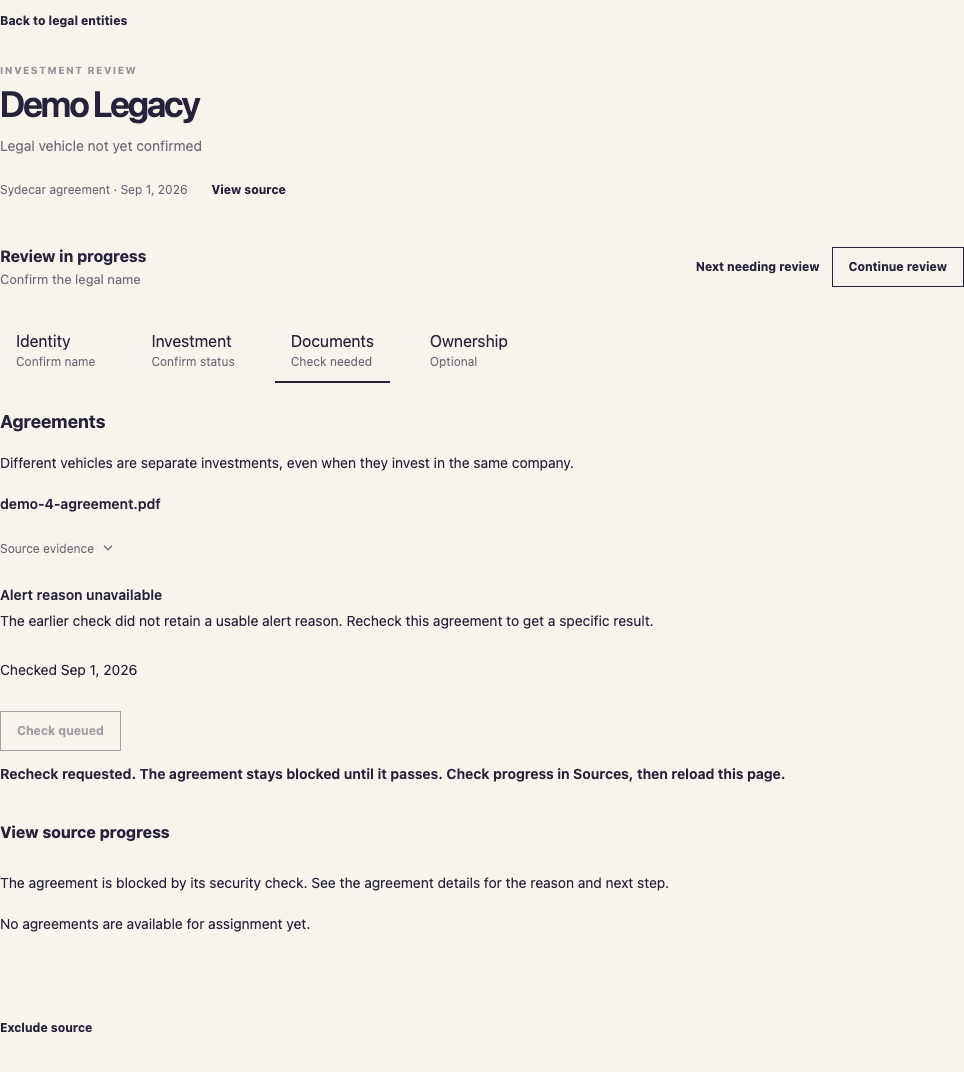 Back to legal entities
INVESTMENT REVIEW
Demo Legacy
Legal vehicle not yet confirmed
Sydecar agreement · Sep 1, 2026 View source
Review in progress
Confirm the legal name
Next needing review
Continue review
Identity
Confirm name
Investment
Confirm status
Documents
Check needed
Ownership
Optional
Agreements
Different vehicles are separate investments, even when they invest in the same company.
demo-4-agreement.pdf
Source evidence
Alert reason unavailable
The earlier check did not retain a usable alert reason. Recheck this agreement to get a specific result.
Checked Sep 1, 2026
Check queued
Recheck requested. The agreement stays blocked until it passes. Check progress in Sources, then reload this page.
View source progress
The agreement is blocked by its security check. See the agreement details for the reason and next step.
No agreements are available for assignment yet.
Exclude source